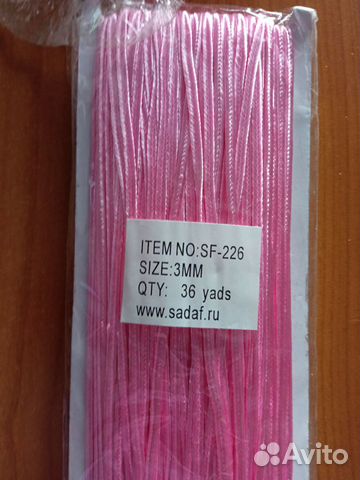 ITEM NO:SF-226
SIZE:3MM
QTY: 36 yads
www.sadaf.ru
Avito